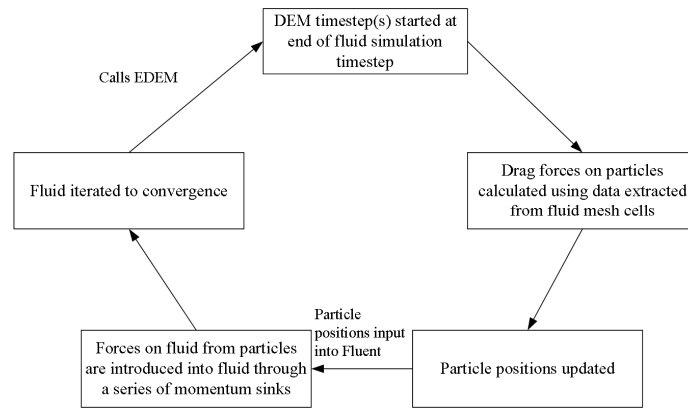 DEM timestep(s) started at
end of fluid simulation
timestep
Calls EDEM
Fluid iterated to convergence
Drag forces on particles
calculated using data extracted
from fluid mesh cells
Particle
positions input
into Fluent
Forces on fluid from particles
are introduced into fluid through
a series of momentum sinks
Particle positions updated